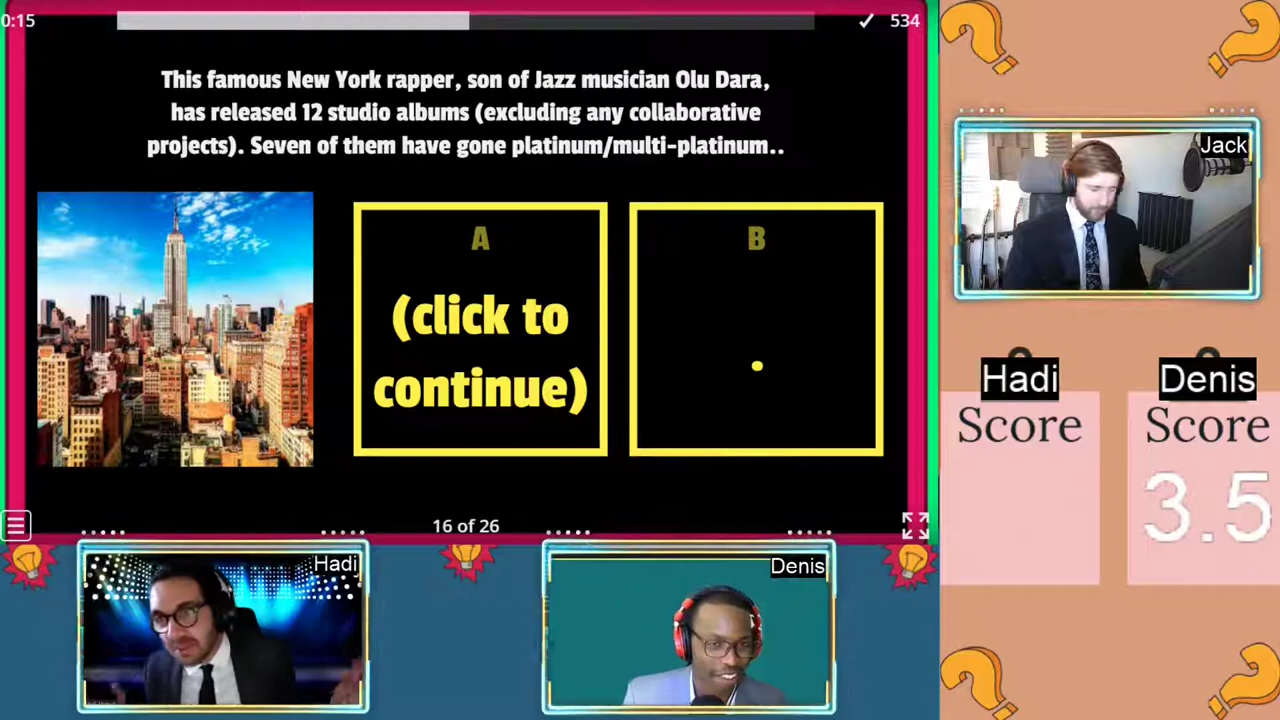 0:15
✓ 534
This famous New York rapper, son of Jazz musician Olu Dara,
has released 12 studio albums (excluding any collaborative
projects). Seven of them have gone platinum/multi-platinum..
A
(click to
continue)
B
.
16 of 26
Jack
Hadi
Score
Denis
Score
3.5
Hadi
Denis